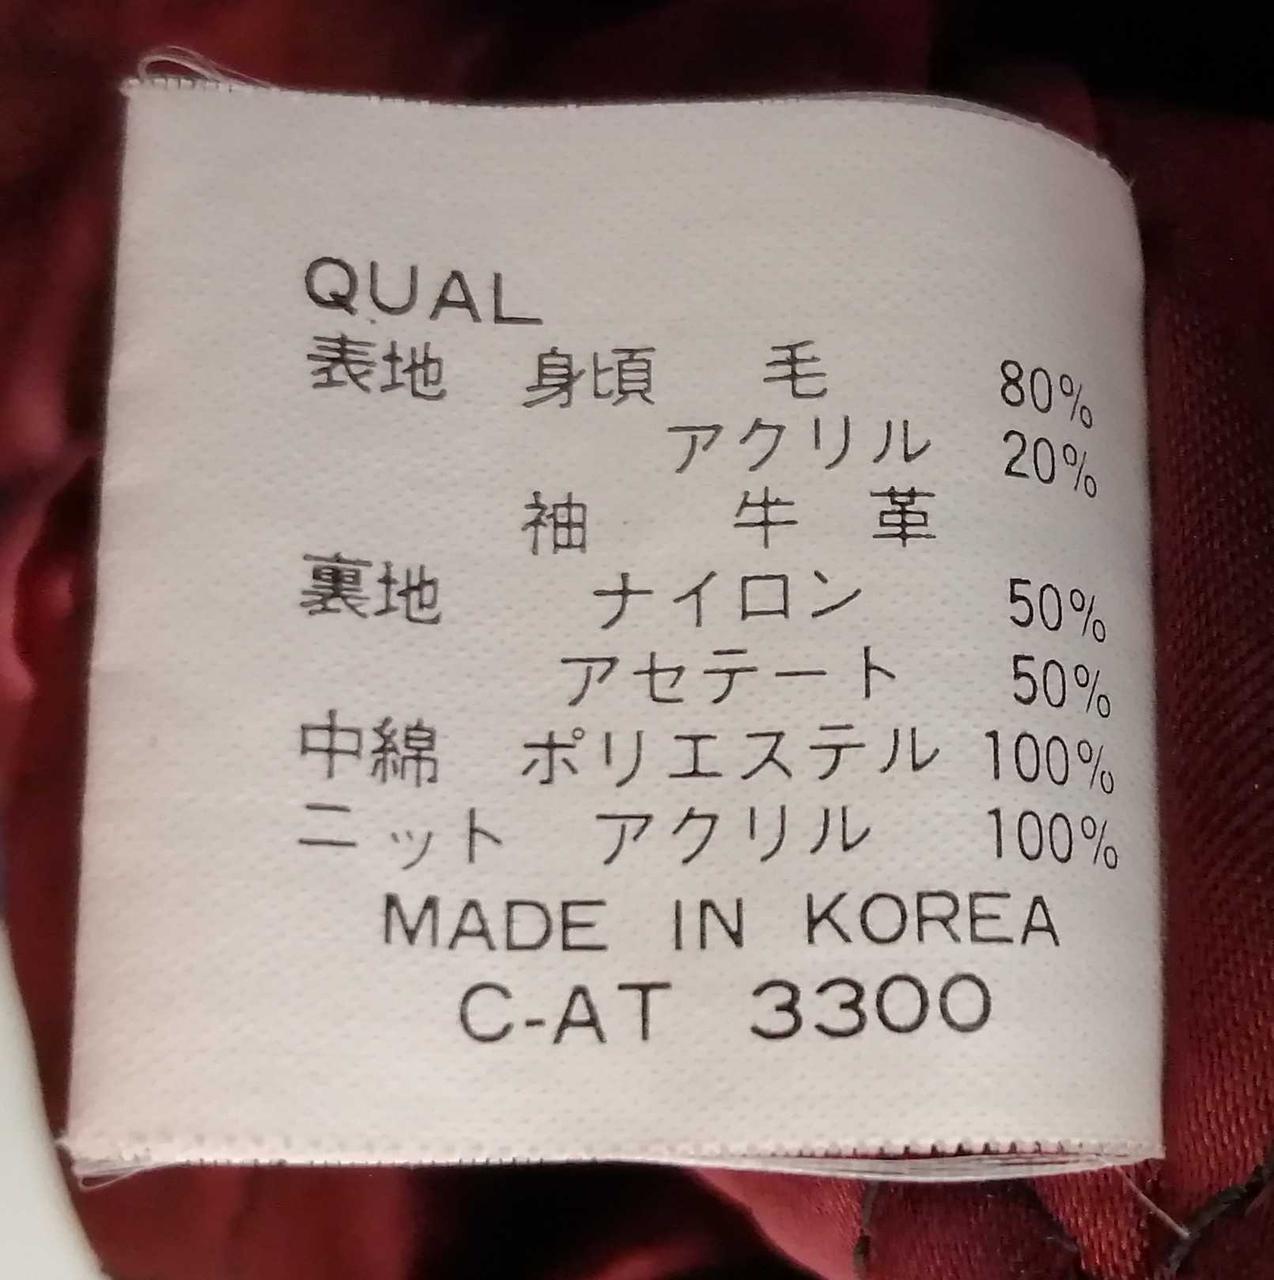 QUAL
表地 身頃 毛 80%
アクリル 20%
袖 牛革
裏地 ナイロン 50%
アセテート 50%
中綿 ポリエステル 100%
ニット アクリル 100%
MADE IN KOREA
C-AT 3300